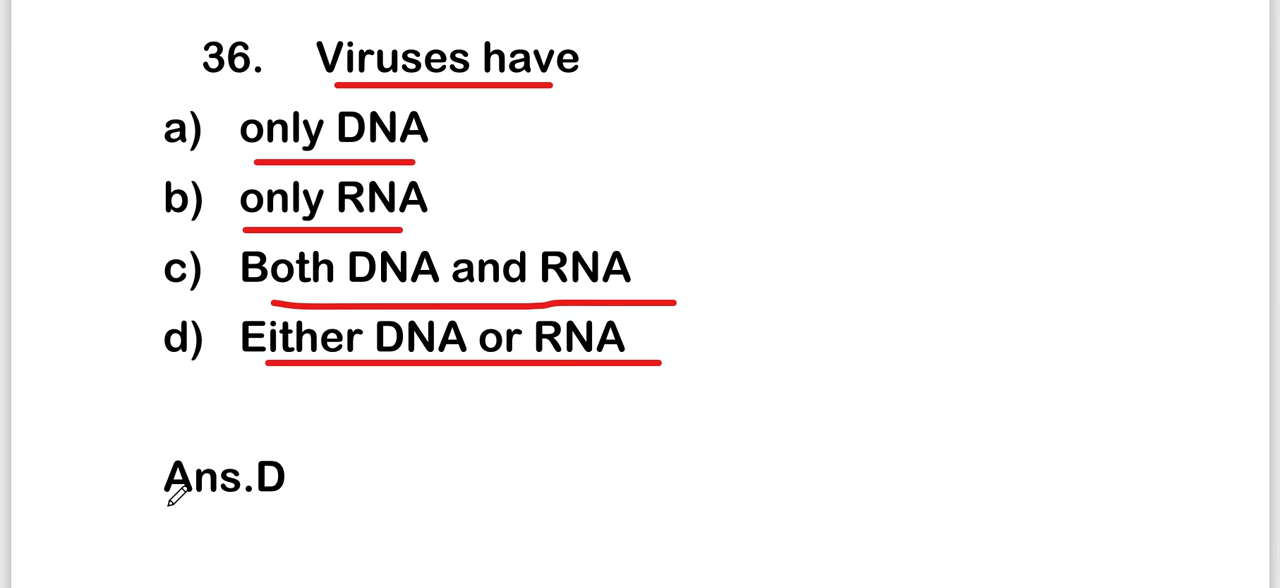 36. Viruses have
a) only DNA
b) only RNA
c) Both DNA and RNA
d) Either DNA or RNA
Ans.D